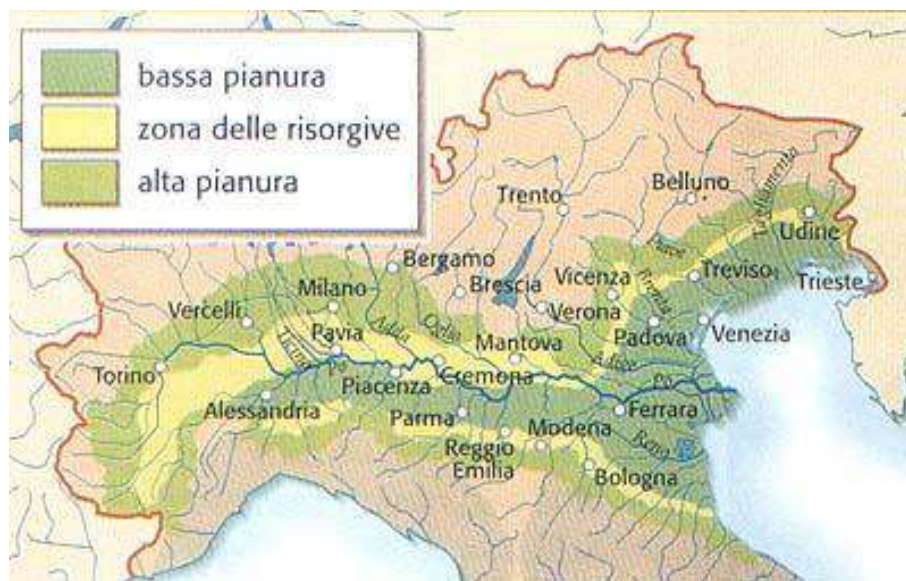 bassa pianura
zona delle risorgive
alta pianura
Trento
Belluno
Tagliamento
Udine
Piave
Bergamo
Brescia
Vicenza
Brenta
Treviso
Trieste
Milano
Vercelli
Verona
Padova
Venezia
Pavia
Adda
Oglio
Mantova
Adige
Ticino
Torino
Po
Piacenza
Cremona
Po
Alessandria
Parma
Ferrara
Modena
Reno
Reggio
Emilia
Bologna